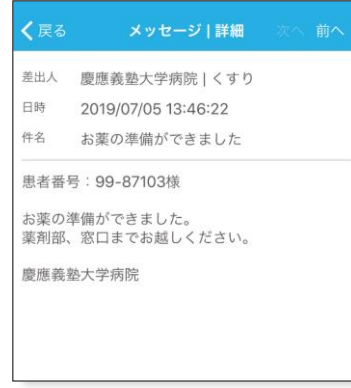 戻る メッセージ | 詳細 次へ 前へ
差出人 慶應義塾大学病院 | くすり
日時 2019/07/05 13:46:22
件名 お薬の準備ができました
患者番号：99-87103様
お薬の準備ができました。
薬剤部、窓口までお越しください。
慶應義塾大学病院